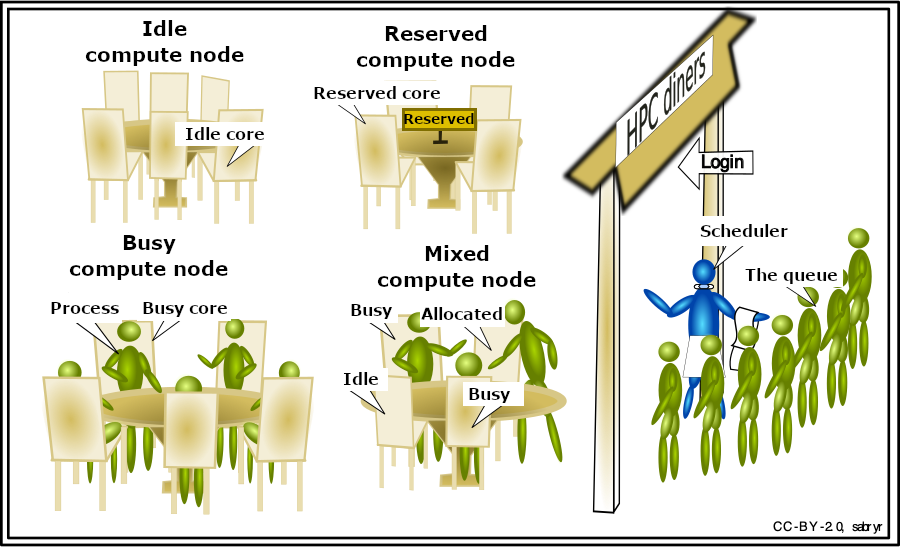 Idle
compute node
Idle core
Reserved
compute node
Reserved core
Reserved
HPC diners
Login
Busy
compute node
Process
Busy core
Mixed
compute node
Busy
Allocated
Idle
Busy
Scheduler
The queue
CC-BY-2.0, sabryr